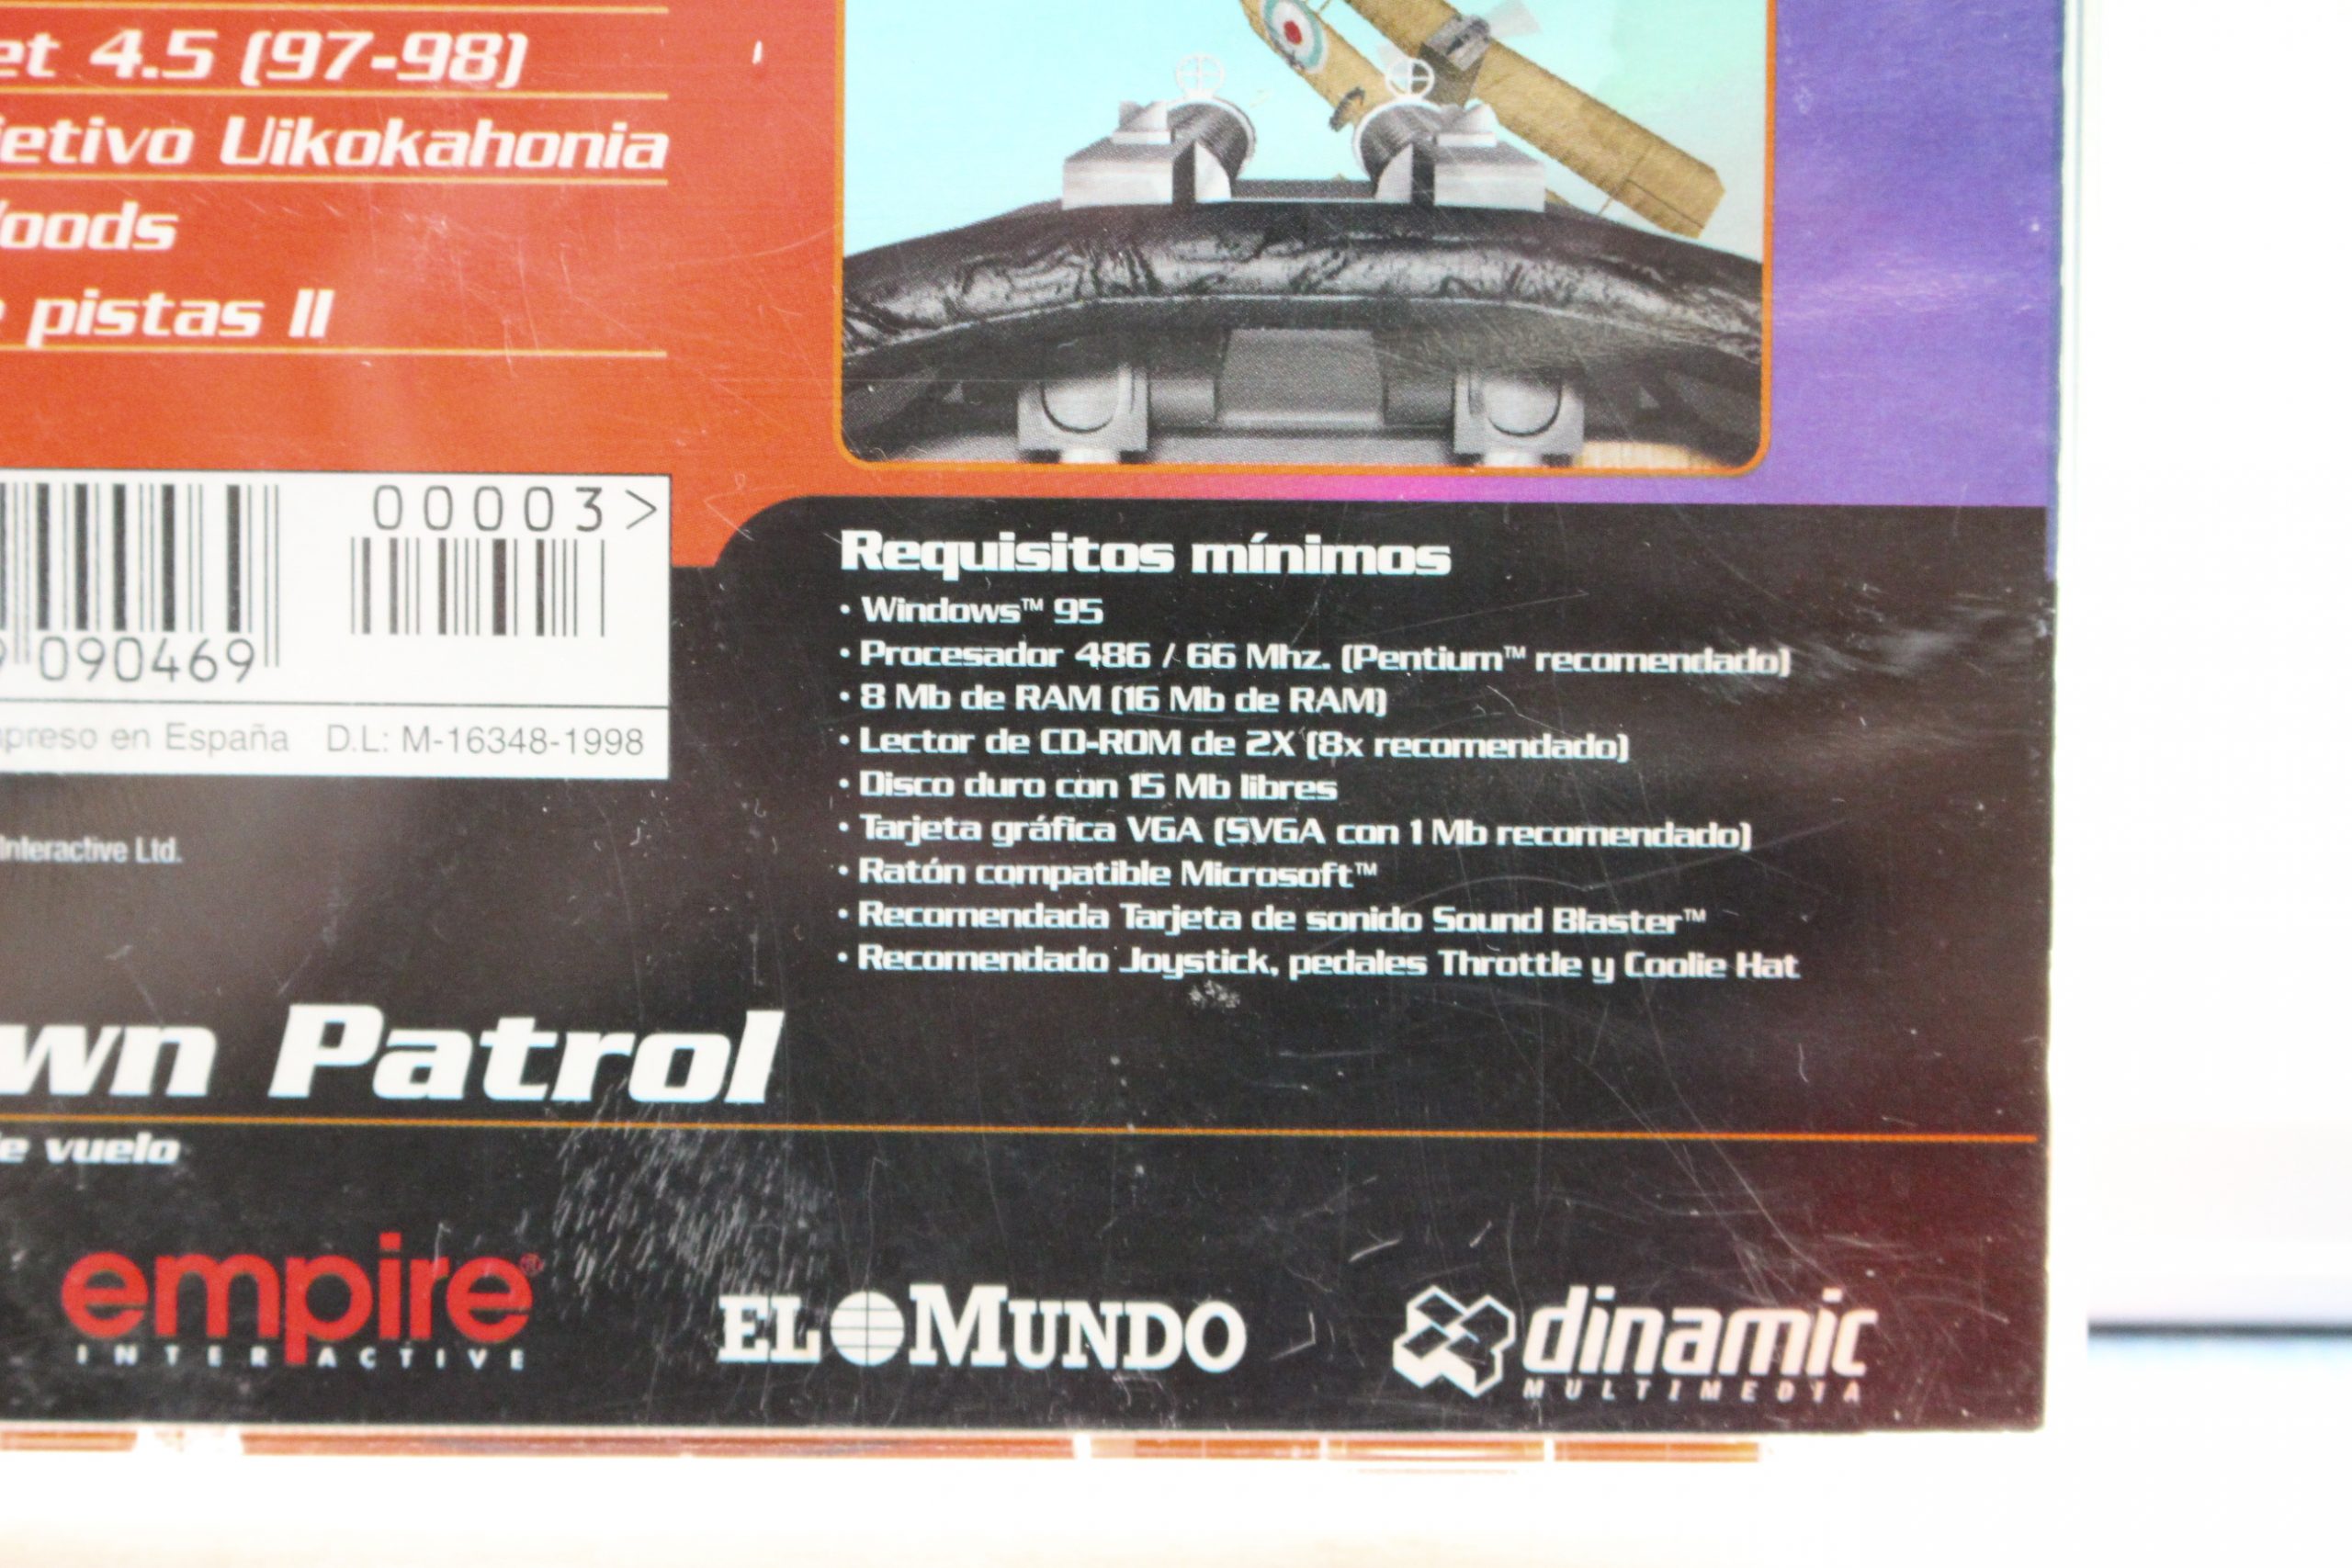 et 4.5 (97-98)
jetivo Uikokahonia
Woods
pistas II
00003>
090469
impreso en España D.L: M-16348-1998
Interactive Ltd.
Requisitos mínimos
• Windows™ 95
• Procesador 486 / 66 Mhz. (Pentium™ recomendado)
• 8 Mb de RAM (16 Mb de RAM)
• Lector de CD-ROM de 2X (8x recomendado)
• Disco duro con 15 Mb libres
• Tarjeta gráfica VGA (SVGA con 1 Mb recomendado)
• Ratón compatible Microsoft™
• Recomendada Tarjeta de sonido Sound Blaster™
• Recomendado Joystick, pedales Throttle y Coolie Hat
wn Patrol
e vuelo
empire®
INTERACTIVE
EL MUNDO
dinamic
MULTIMEDIA